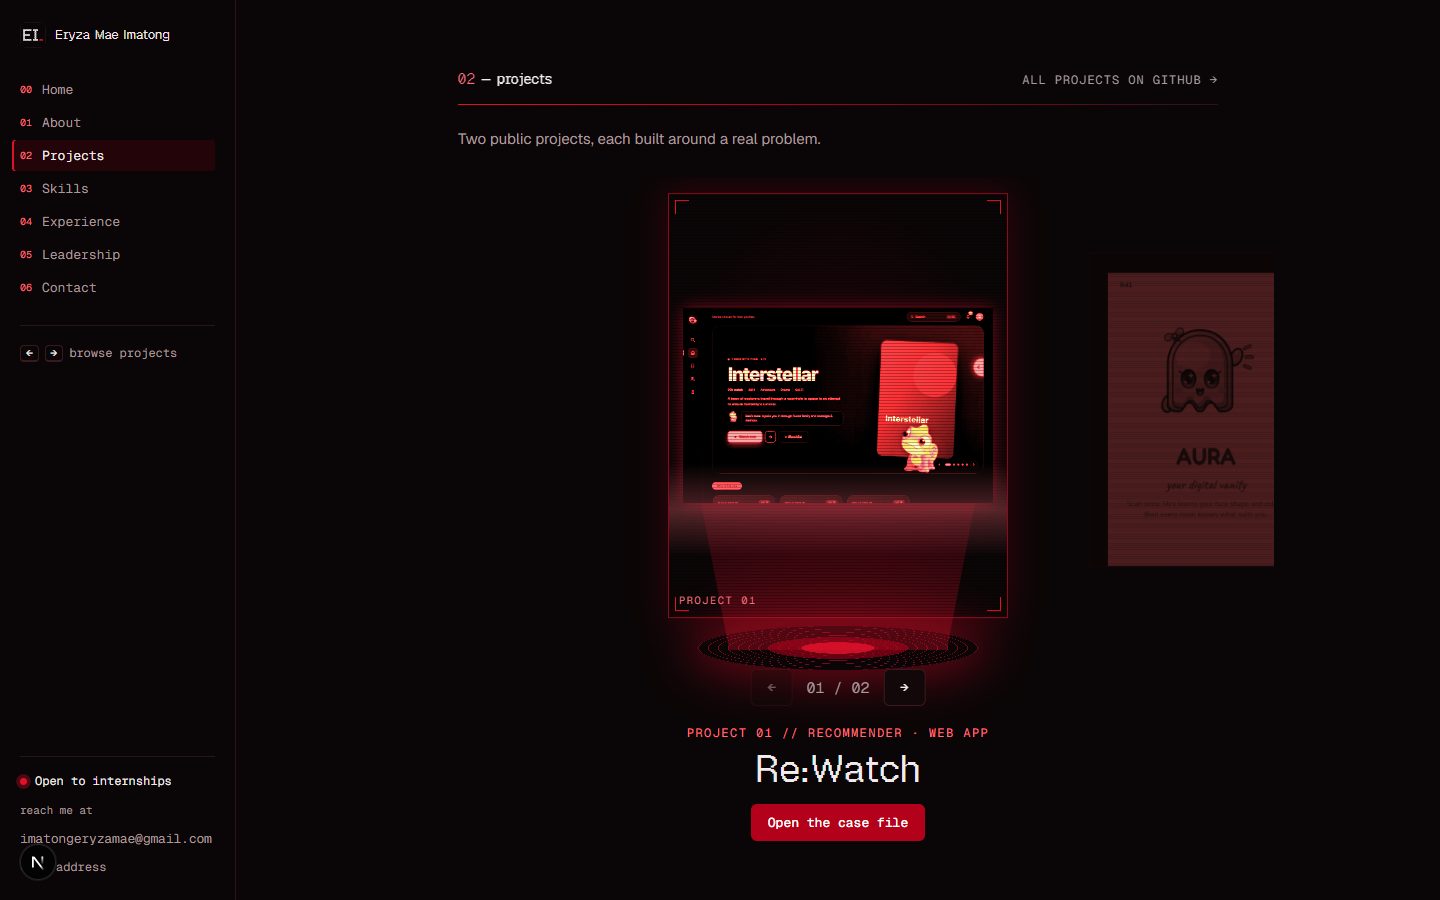 EI. Eryza Mae Imatong
00 Home
01 About
02 Projects
03 Skills
04 Experience
05 Leadership
06 Contact
← → browse projects
Open to internships
reach me at
imatongeryzamae@gmail.com
address
02 — projects
ALL PROJECTS ON GITHUB →
Two public projects, each built around a real problem.
Interstellar
Interstellar
PROJECT 01
AURA
your digital vanity
← 01 / 02 →
PROJECT 01 // RECOMMENDER · WEB APP
Re:Watch
Open the case file